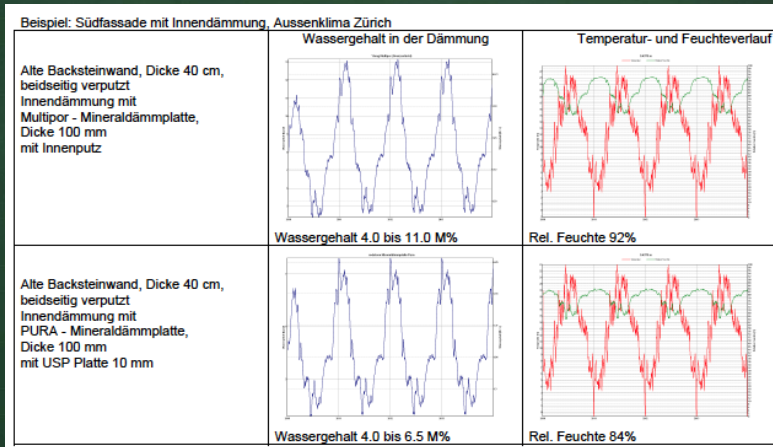 Beispiel: Südfassade mit Innendämmung, Aussenklima Zürich
Wassergehalt in der Dämmung
Temperatur- und Feuchteverlauf
Alte Backsteinwand, Dicke 40 cm,
beidseitig verputzt
Innendämmung mit
Multipor - Mineraldämmplatte,
Dicke 100 mm
mit Innenputz
Wassergehalt 4.0 bis 11.0 M%
Rel. Feuchte 92%
Alte Backsteinwand, Dicke 40 cm,
beidseitig verputzt
Innendämmung mit
PURA - Mineraldämmplatte,
Dicke 100 mm
mit USP Platte 10 mm
Wassergehalt 4.0 bis 6.5 M%
Rel. Feuchte 84%